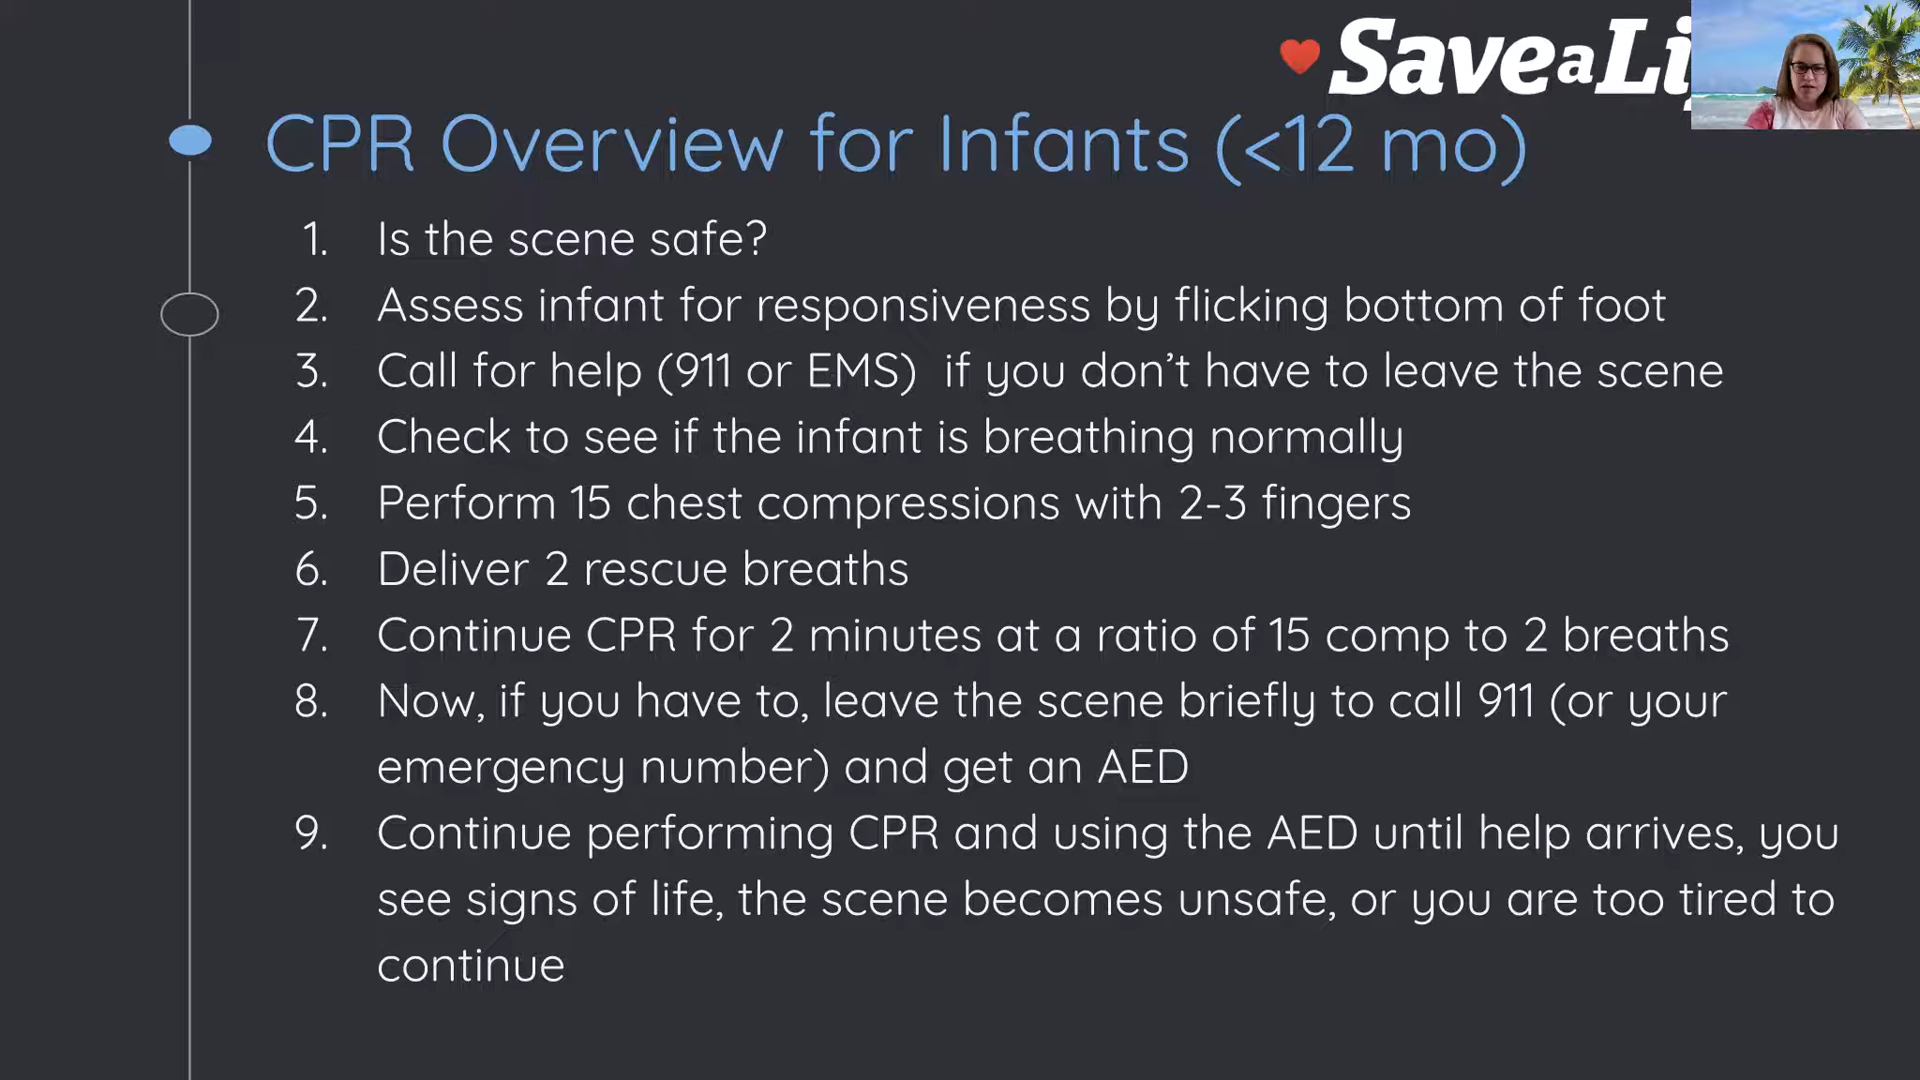 SaveaLi
CPR Overview for Infants (<12 mo)
1. Is the scene safe?
2. Assess infant for responsiveness by flicking bottom of foot
3. Call for help (911 or EMS)  if you don’t have to leave the scene
4. Check to see if the infant is breathing normally
5. Perform 15 chest compressions with 2-3 fingers
6. Deliver 2 rescue breaths
7. Continue CPR for 2 minutes at a ratio of 15 comp to 2 breaths
8. Now, if you have to, leave the scene briefly to call 911 (or your
emergency number) and get an AED
9. Continue performing CPR and using the AED until help arrives, you
see signs of life, the scene becomes unsafe, or you are too tired to
continue